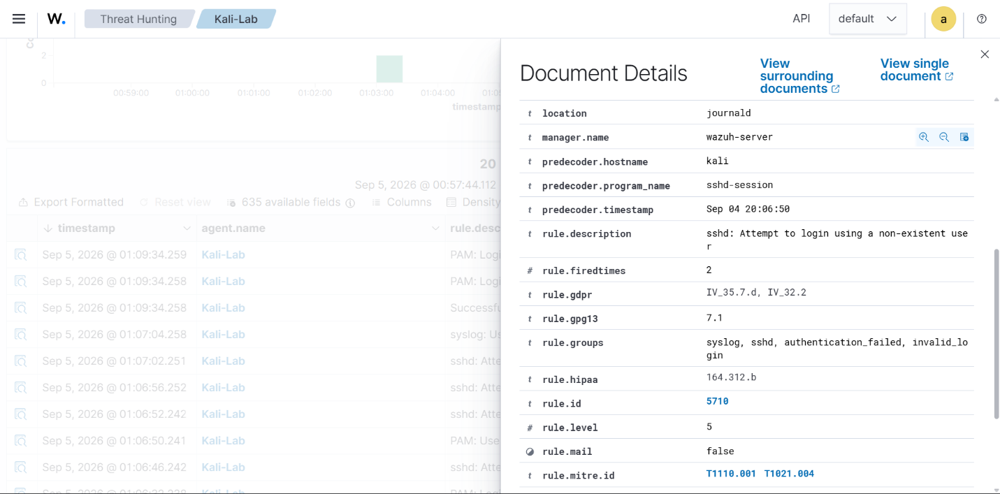 W.
Threat Hunting
Kali-Lab
API
default
a
2
0
00:59:00
01:00:00
01:01:00
01:02:00
01:03:00
01:04:00
timestamp
20
Sep 5, 2026 @ 00:57:44.112
Export Formatted
Reset view
635 available fields
Columns
Density
timestamp
agent.name
rule.desc
Sep 5, 2026 @ 01:09:34.259 Kali-Lab PAM: Logi
Sep 5, 2026 @ 01:09:34.258 Kali-Lab PAM: Logi
Sep 5, 2026 @ 01:09:34.258 Kali-Lab Successfu
Sep 5, 2026 @ 01:07:04.258 Kali-Lab syslog: Us
Sep 5, 2026 @ 01:07:02.251 Kali-Lab sshd: Atte
Sep 5, 2026 @ 01:06:56.252 Kali-Lab sshd: Atte
Sep 5, 2026 @ 01:06:52.242 Kali-Lab sshd: Atte
Sep 5, 2026 @ 01:06:50.241 Kali-Lab PAM: Use
Sep 5, 2026 @ 01:06:46.242 Kali-Lab sshd: Atte
Document Details
View
surrounding
documents
View single
document
t location journald
t manager.name wazuh-server
t predecoder.hostname kali
t predecoder.program_name sshd-session
t predecoder.timestamp Sep 04 20:06:50
t rule.description sshd: Attempt to login using a non-existent use
r
# rule.firedtimes 2
t rule.gdpr IV_35.7.d, IV_32.2
t rule.gpg13 7.1
t rule.groups syslog, sshd, authentication_failed, invalid_lo
gin
t rule.hipaa 164.312.b
t rule.id 5710
# rule.level 5
rule.mail false
t rule.mitre.id T1110.001 T1021.004